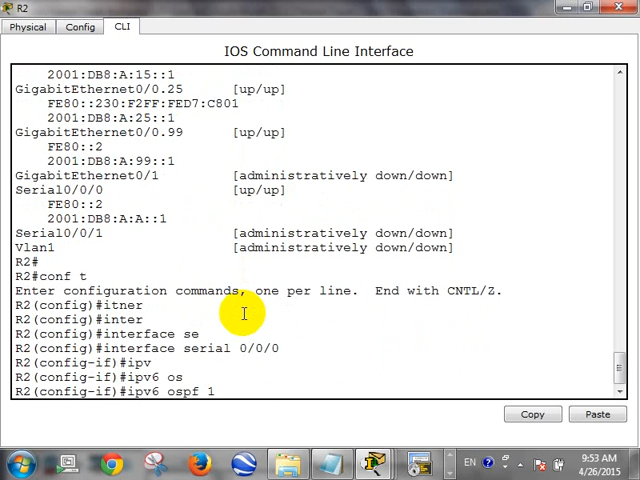 R2
Physical Config CLI
IOS Command Line Interface
2001:DB8:A:15::1
GigabitEthernet0/0.25 [up/up]
FE80::230:F2FF:FED7:C801
2001:DB8:A:25::1
GigabitEthernet0/0.99 [up/up]
FE80::2
2001:DB8:A:99::1
GigabitEthernet0/1 [administratively down/down]
Serial0/0/0 [up/up]
FE80::2
2001:DB8:A:A::1
Serial0/0/1 [administratively down/down]
Vlan1 [administratively down/down]
R2#
R2#conf t
Enter configuration commands, one per line. End with CNTL/Z.
R2(config)#itner
R2(config)#inter
R2(config)#interface se
R2(config)#interface serial 0/0/0
R2(config-if)#ipv
R2(config-if)#ipv6 os
R2(config-if)#ipv6 ospf 1
Copy Paste
EN 9:53 AM
4/26/2015